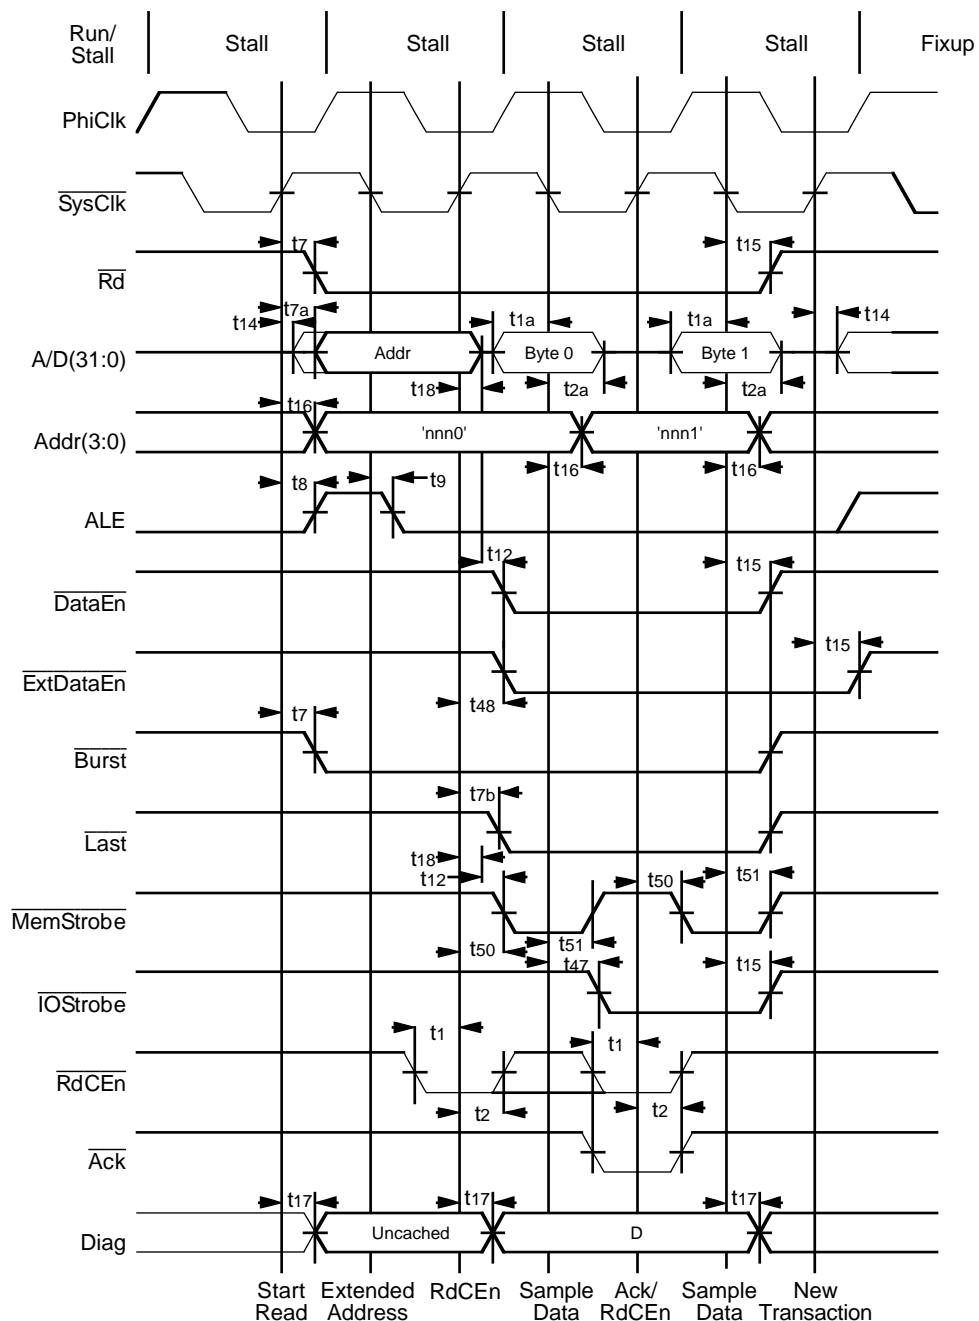 Run/
Stall
Stall
Stall
Stall
Stall
Fixup
PhiClk
SysClk
t7
t15
Rd
t7a
t14
t1a
t1a
t14
A/D(31:0)
Addr
Byte 0
Byte 1
t18
t2a
t2a
t16
Addr(3:0)
'nnn0'
'nnn1'
t16
t16
t8
t9
ALE
t12
t15
DataEn
t15
ExtDataEn
t48
t7
Burst
t7b
Last
t18
t12
t50
t51
MemStrobe
t50
t51
t47
t15
IOStrobe
t1
t1
RdCEn
t2
t2
Ack
t17
t17
t17
Diag
Uncached
D
Start
Read
Extended
Address
RdCEn
Sample
Data
Ack/
RdCEn
Sample
Data
New
Transaction